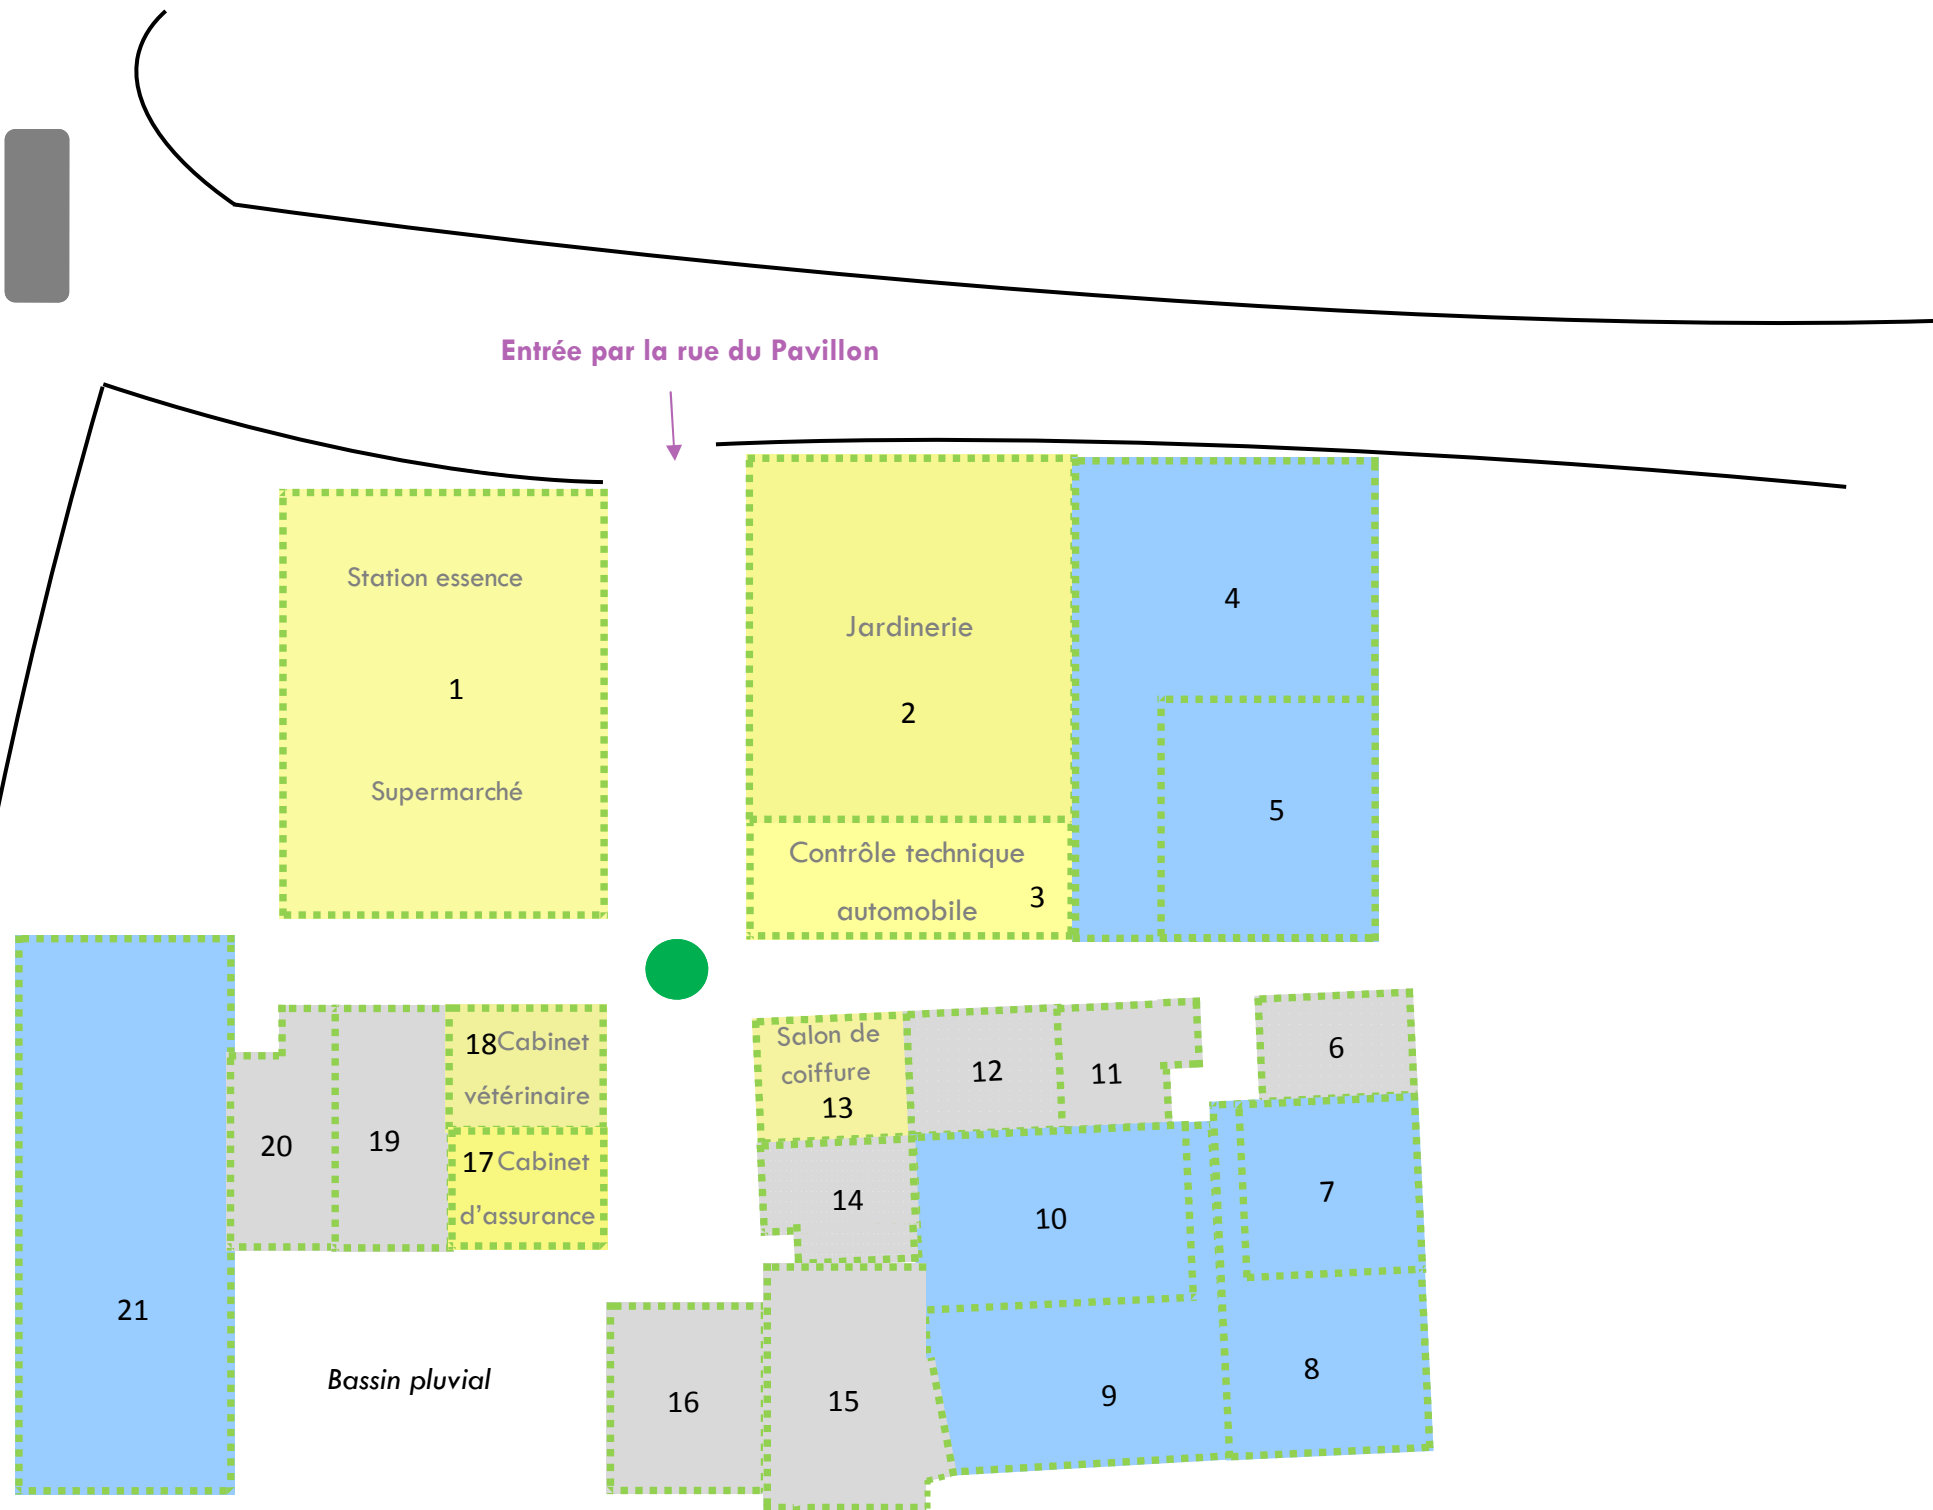 Entrée par la rue du Pavillon
Station essence
1
Supermarché
Jardinerie
2
Contrôle technique
automobile 3
4
5
6
7
8
9
10
11
12
Salon de
coiffure
13
14
15
16
17 Cabinet
d'assurance
18 Cabinet
vétérinaire
19
20
21
Bassin pluvial